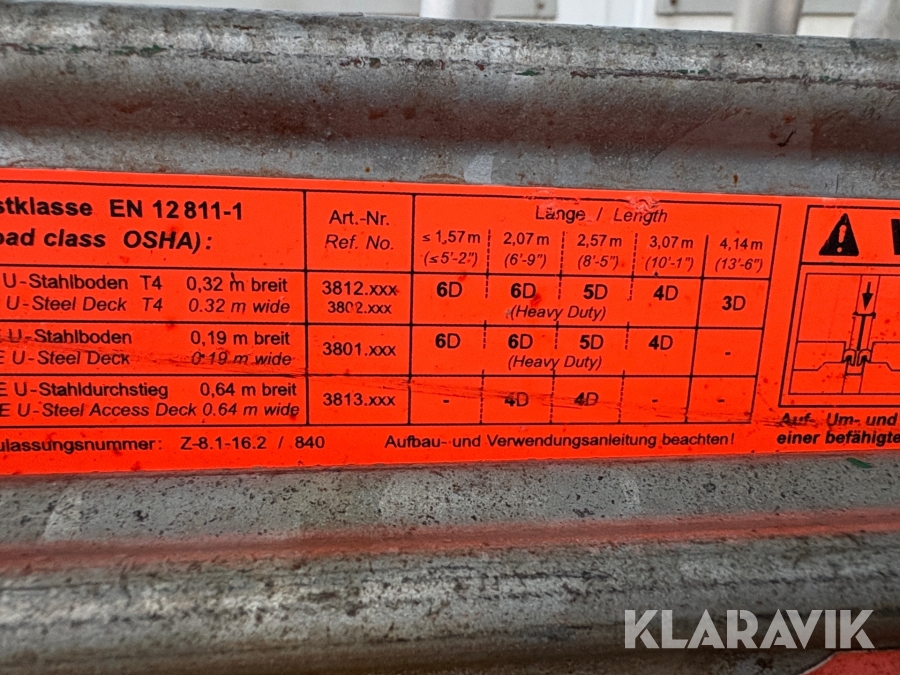 stklasse EN 12 811-1
oad class OSHA):
Art.-Nr.
Ref. No.
Länge / Length
≤ 1,57 m 2,07 m 2,57 m 3,07 m 4,14 m
(≤5'-2") (6'-9") (8'-5") (10'-1") (13'-6")
U-Stahlboden T4 0,32 m breit
U-Steel Deck T4 0.32 m wide
3812.xxx
3802.xxx
6D 6D 5D 4D 3D
(Heavy Duty)
E U-Stahlboden 0,19 m breit
E U-Steel Deck 0.19 m wide
3801.xxx
6D 6D 5D 4D -
(Heavy Duty)
E U-Stahldurchstieg 0,64 m breit
E U-Steel Access Deck 0.64 m wide
3813.xxx
- 4D 4D - -
ulassungsnummer: Z-8.1-16.2 / 840
Aufbau- und Verwendungsanleitung beachten!
Auf- Um- und
einer befähigte
KLARAVIK